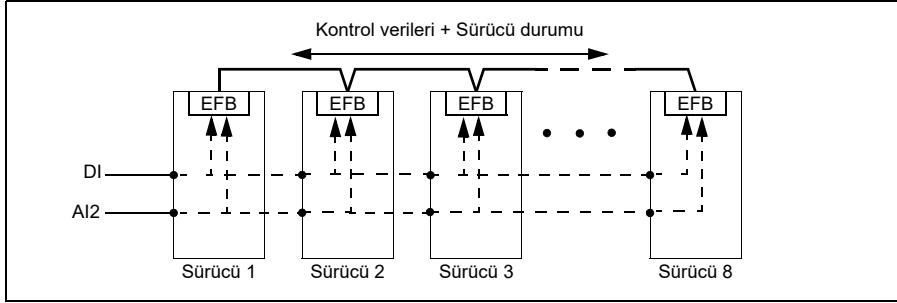 Kontrol verileri + Sürücü durumu
EFB EFB EFB EFB
DI
AI2
Sürücü 1 Sürücü 2 Sürücü 3 Sürücü 8